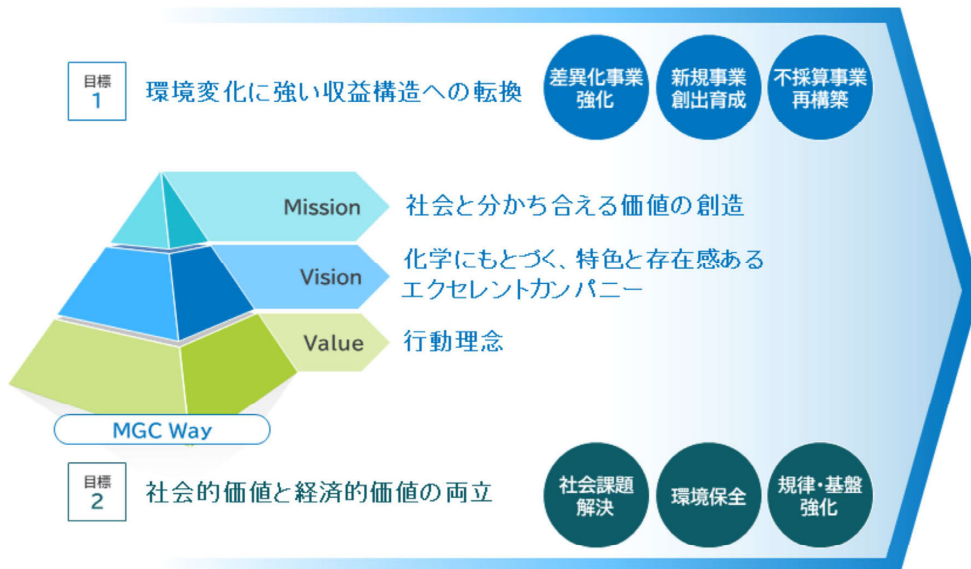 目標
1
環境変化に強い収益構造への転換
差異化事業
強化
新規事業
創出育成
不採算事業
再構築
Mission
社会と分かち合える価値の創造
Vision
化学にもとづく、特色と存在感ある
エクセレントカンパニー
Value
行動理念
MGC Way
目標
2
社会的価値と経済的価値の両立
社会課題
解決
環境保全
規律・基盤
強化